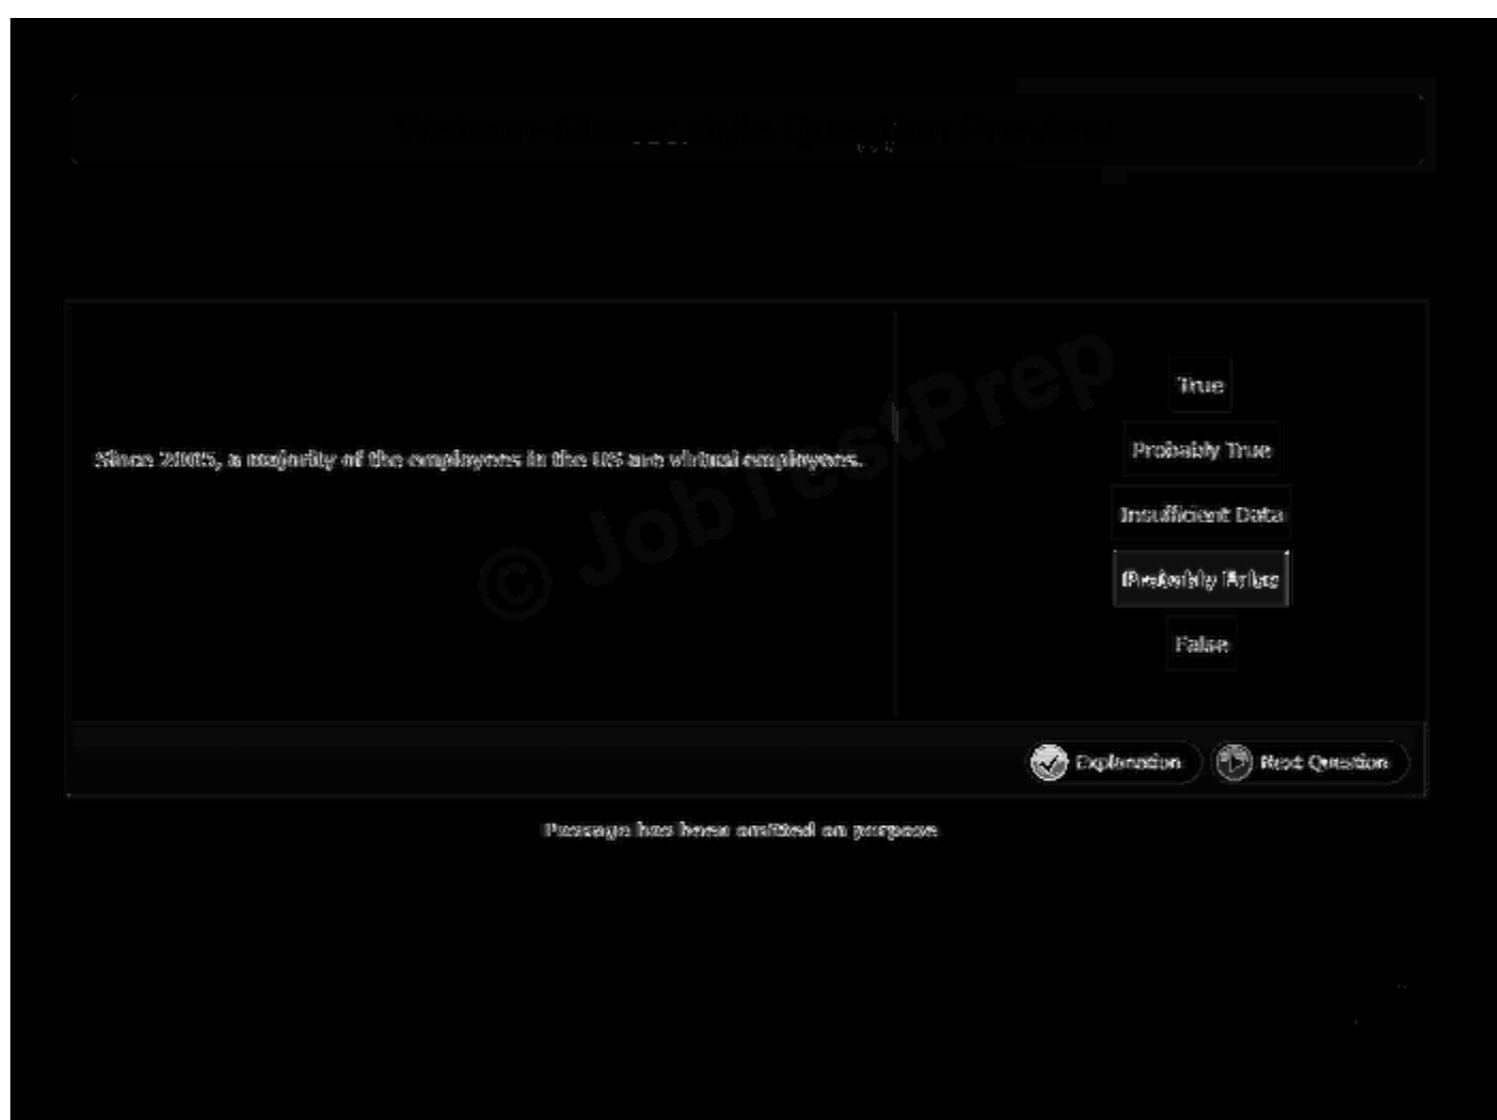 Watson-Glaser style Question Preview
Since 2005, a majority of the employees in the US are virtual employees.
© JobTestPrep
True
Probably True
Insufficient Data
Probably False
False
Explanation
Next Question
Passage has been omitted on purpose